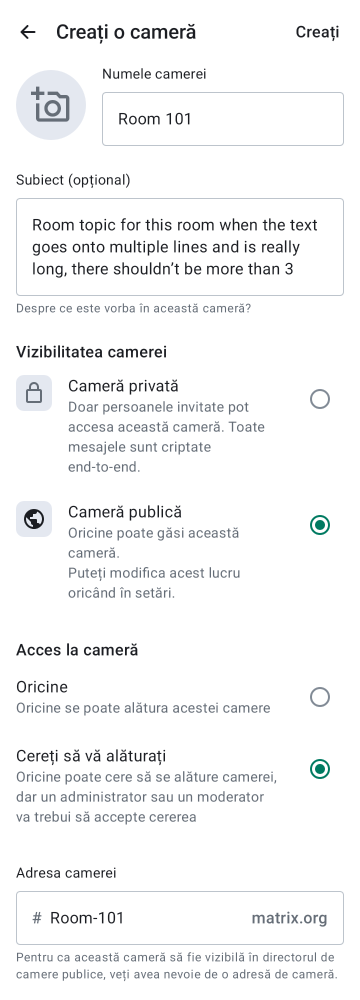 Creați o cameră
Creați
Numele camerei
Room 101
Subiect (opțional)
Room topic for this room when the text
goes onto multiple lines and is really
long, there shouldn’t be more than 3
Despre ce este vorba în această cameră?
Vizibilitatea camerei
Cameră privată
Doar persoanele invitate pot
accesa această cameră. Toate
mesajele sunt criptate
end-to-end.
Cameră publică
Oricine poate găsi această
cameră.
Puteți modifica acest lucru
oricând în setări.
Acces la cameră
Oricine
Oricine se poate alătura acestei camere
Cereți să vă alăturați
Oricine poate cere să se alăture camerei,
dar un administrator sau un moderator
va trebui să accepte cererea
Adresa camerei
# Room-101 matrix.org
Pentru ca această cameră să fie vizibilă în directorul de
camere publice, veți avea nevoie de o adresă de cameră.